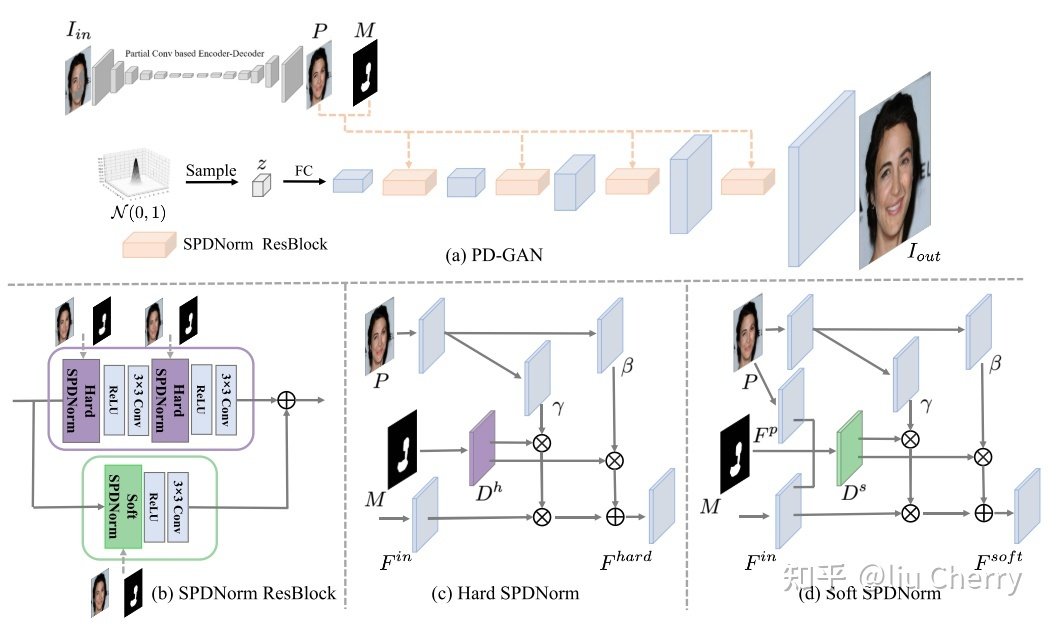 I_in
Partial Conv based Encoder-Decoder
P
M
N(0,1)
Sample
z
FC
SPDNorm ResBlock
(a) PD-GAN
I_out
Hard SPDNorm
ReLU
3×3 Conv
Hard SPDNorm
ReLU
3×3 Conv
Soft SPDNorm
ReLU
3×3 Conv
(b) SPDNorm ResBlock
P
β
γ
M
D^h
F^in
F^hard
(c) Hard SPDNorm
P
β
γ
F^p
M
D^s
F^in
F^soft
(d) Soft SPDNorm
知乎 @liu Cherry